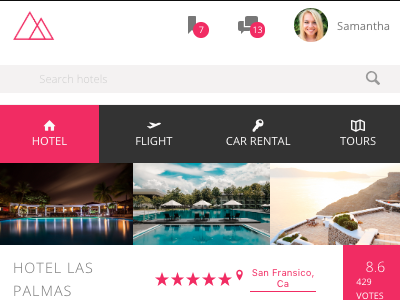 7
13
Samantha
Search hotels
HOTEL
FLIGHT
CAR RENTAL
TOURS
HOTEL LAS
PALMAS
San Fransico,
Ca
8.6
429
VOTES